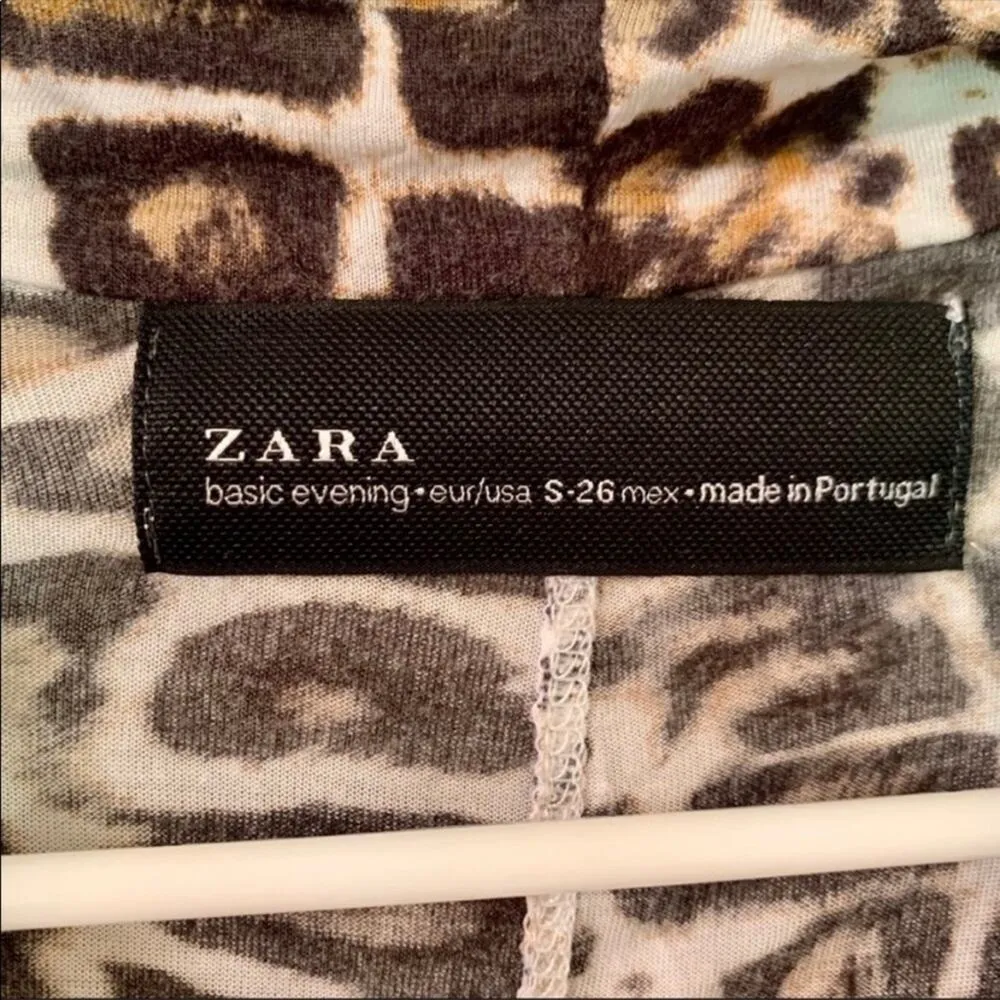 ZARA
basic evening•eur/usa S•26 mex•made in Portugal